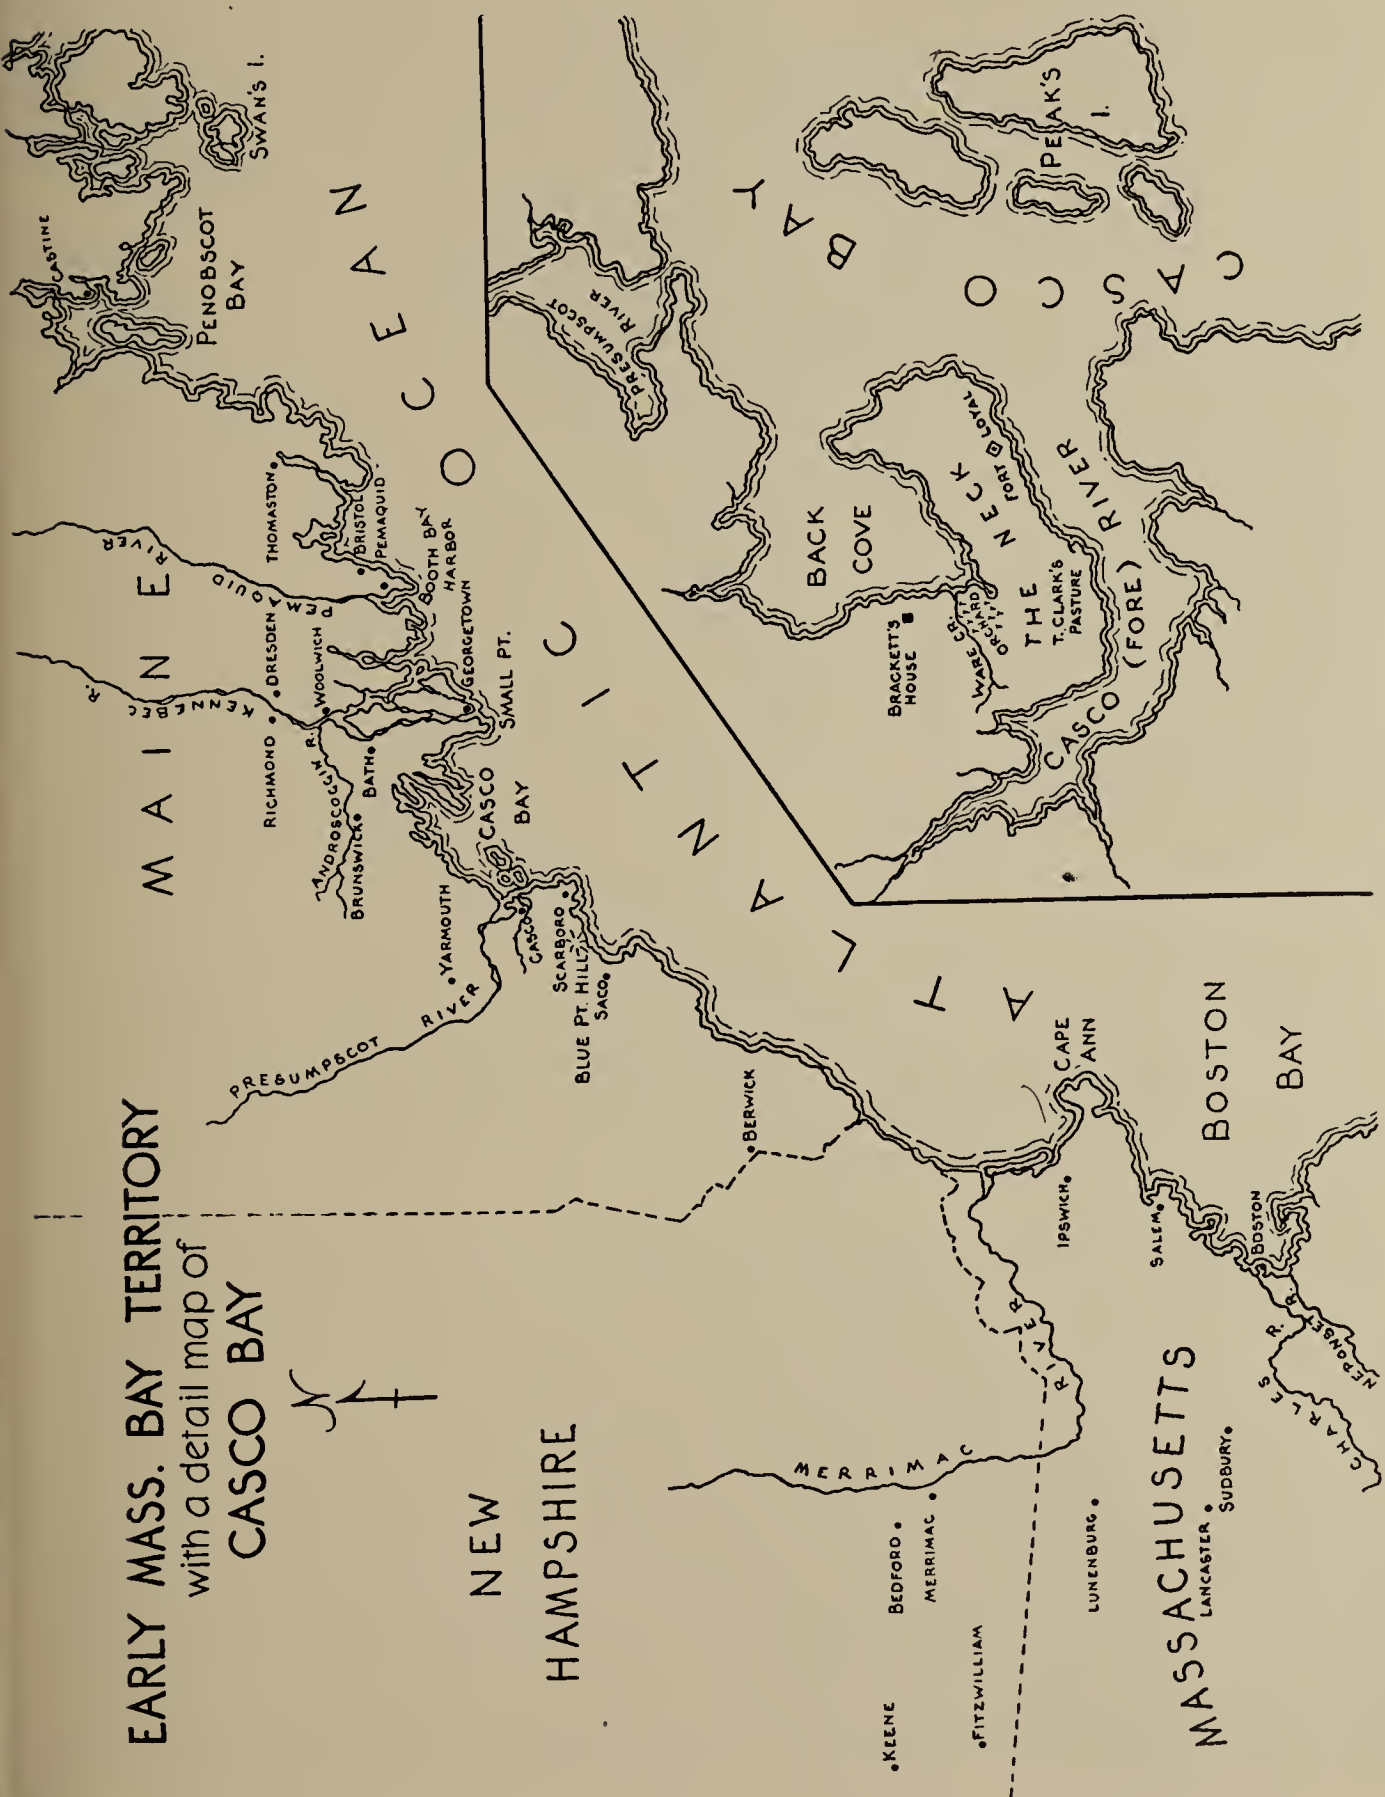 EARLY MASS. BAY TERRITORY
with a detail map of
CASCO BAY
MAINE
NEW
HAMPSHIRE
MASSACHUSETTS
ATLANTIC OCEAN
PENOBSCOT
BAY
CASTINE
SWAN'S I.
PEMAQUID RIVER
THOMASTON
BRISTOL
PEMAQUID
BOOTH BAY
HARBOR
KENNEBEC R.
DRESDEN
RICHMOND
WOOLWICH
GEORGETOWN
SMALL PT.
ANDROSCOGGIN R.
BATH
BRUNSWICK
CASCO
BAY
YARMOUTH
PRESUMPSCOT RIVER
CASCO
SCARBORO
BLUE PT. HILL
SACO
BERWICK
MERRIMAC RIVER
KEENE
BEDFORD
MERRIMAC
FITZWILLIAM
CAPE
ANN
IPSWICH
SALEM
LUNENBURG
LANCASTER
SUDBURY
BOSTON
BOSTON
BAY
CHARLES R.
NEPONSET R.
PRESUMPSCOT
RIVER
CASCO BAY
PEAK'S
I.
BACK
COVE
BRACKETT'S
HOUSE
WARE CR.
ORCHARD
THE NECK
FORT LOYAL
T. CLARK'S
PASTURE
CASCO (FORE) RIVER